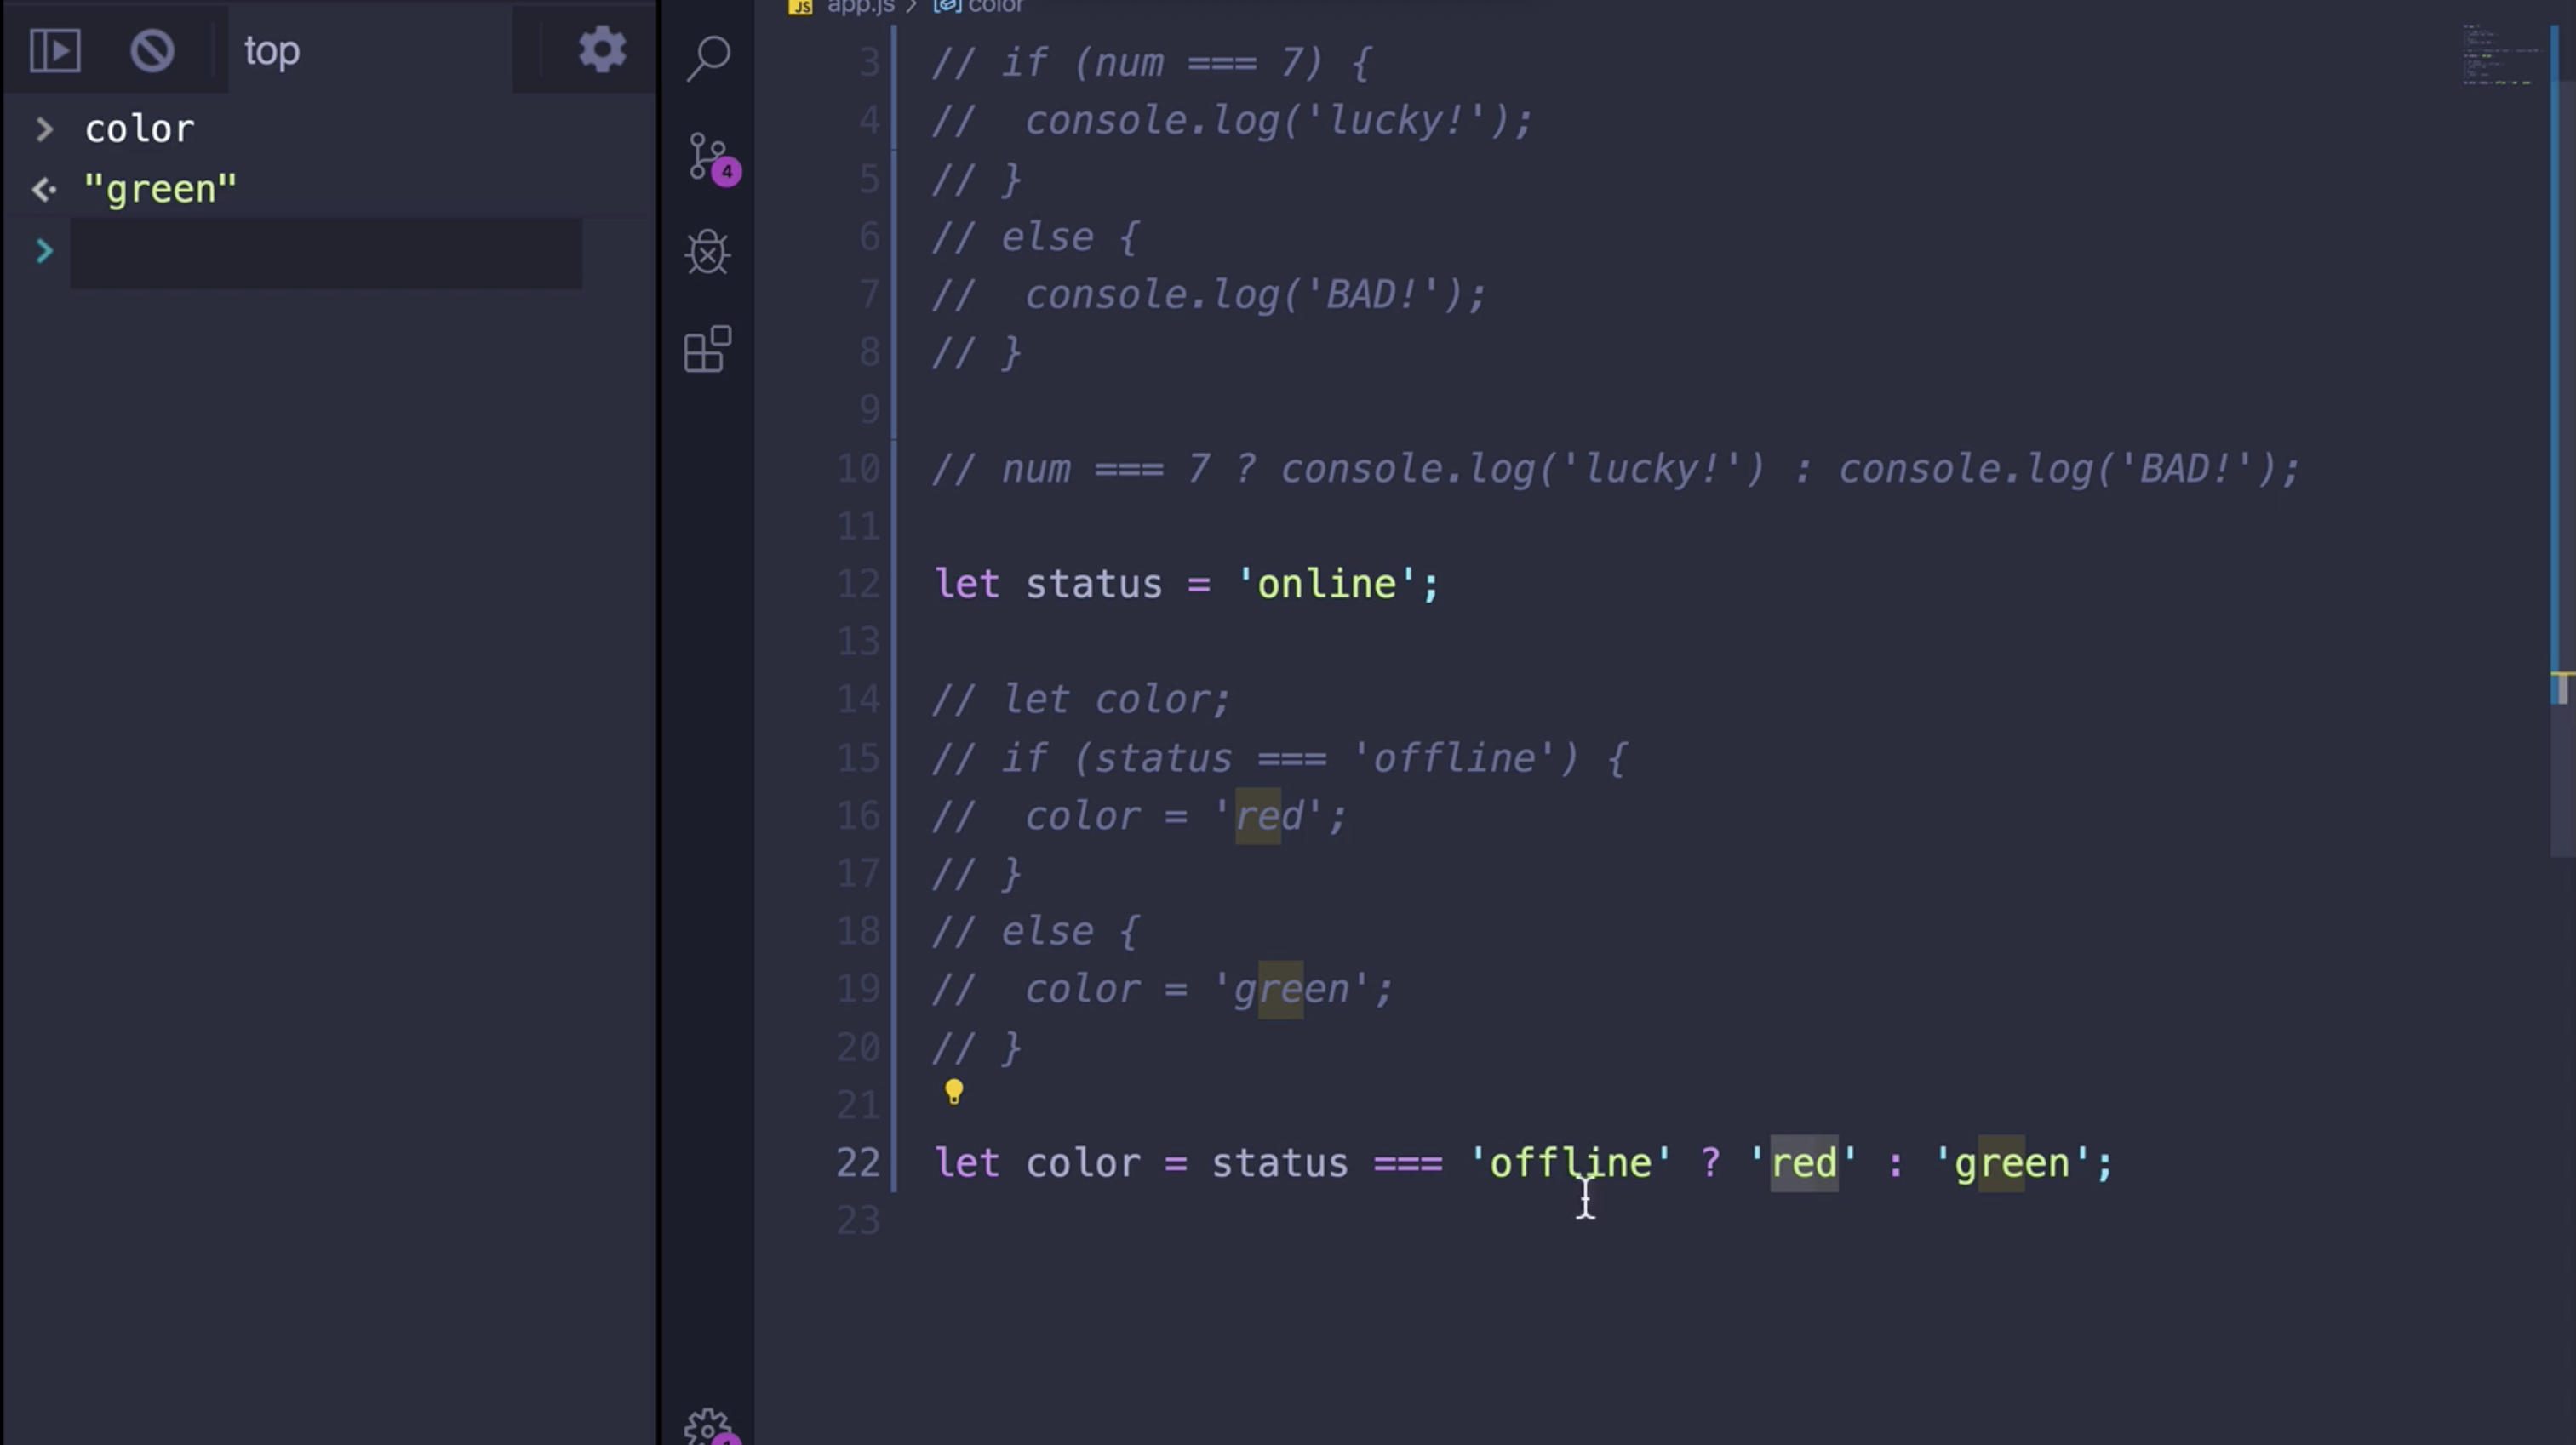 top
> color
"green"
>
app.js > color
3 // if (num === 7) {
4 //  console.log('lucky!');
5 // }
6 // else {
7 //  console.log('BAD!');
8 // }
9
10 // num === 7 ? console.log('lucky!') : console.log('BAD!');
11
12 let status = 'online';
13
14 // let color;
15 // if (status === 'offline') {
16 //  color = 'red';
17 // }
18 // else {
19 //  color = 'green';
20 // }
21
22 let color = status === 'offline' ? 'red' : 'green';
23
4